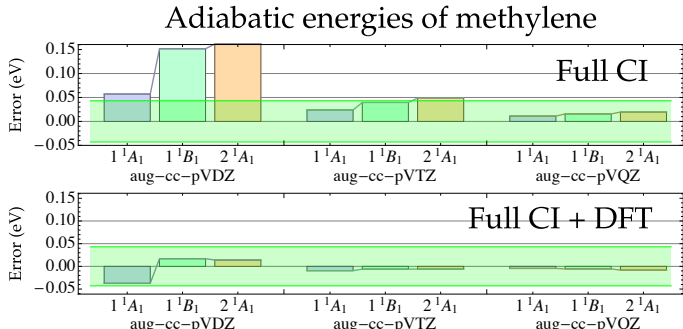 Adiabatic energies of methylene
Error (eV)
0.15
0.10
0.05
0.00
−0.05
Full CI
1 ¹A₁ 1 ¹B₁ 2 ¹A₁ 1 ¹A₁ 1 ¹B₁ 2 ¹A₁ 1 ¹A₁ 1 ¹B₁ 2 ¹A₁
aug−cc−pVDZ aug−cc−pVTZ aug−cc−pVQZ
Error (eV)
0.15
0.10
0.05
0.00
−0.05
Full CI + DFT
1 ¹A₁ 1 ¹B₁ 2 ¹A₁ 1 ¹A₁ 1 ¹B₁ 2 ¹A₁ 1 ¹A₁ 1 ¹B₁ 2 ¹A₁
aug−cc−pVDZ aug−cc−pVTZ aug−cc−pVQZ